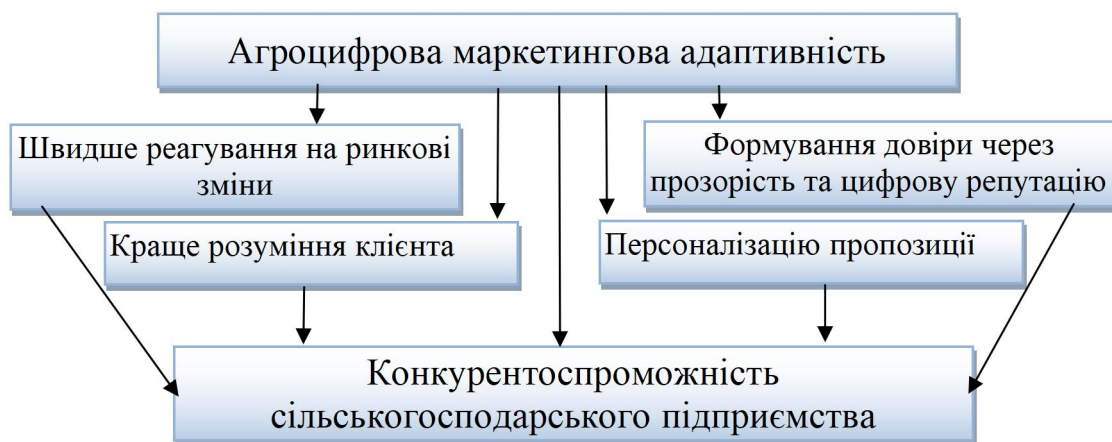 Агроцифрова маркетингова адаптивність
Швидше реагування на ринкові
зміни
Формування довіри через
прозорість та цифрову репутацію
Краще розуміння клієнта
Персоналізацію пропозиції
Конкурентоспроможність
сільськогосподарського підприємства